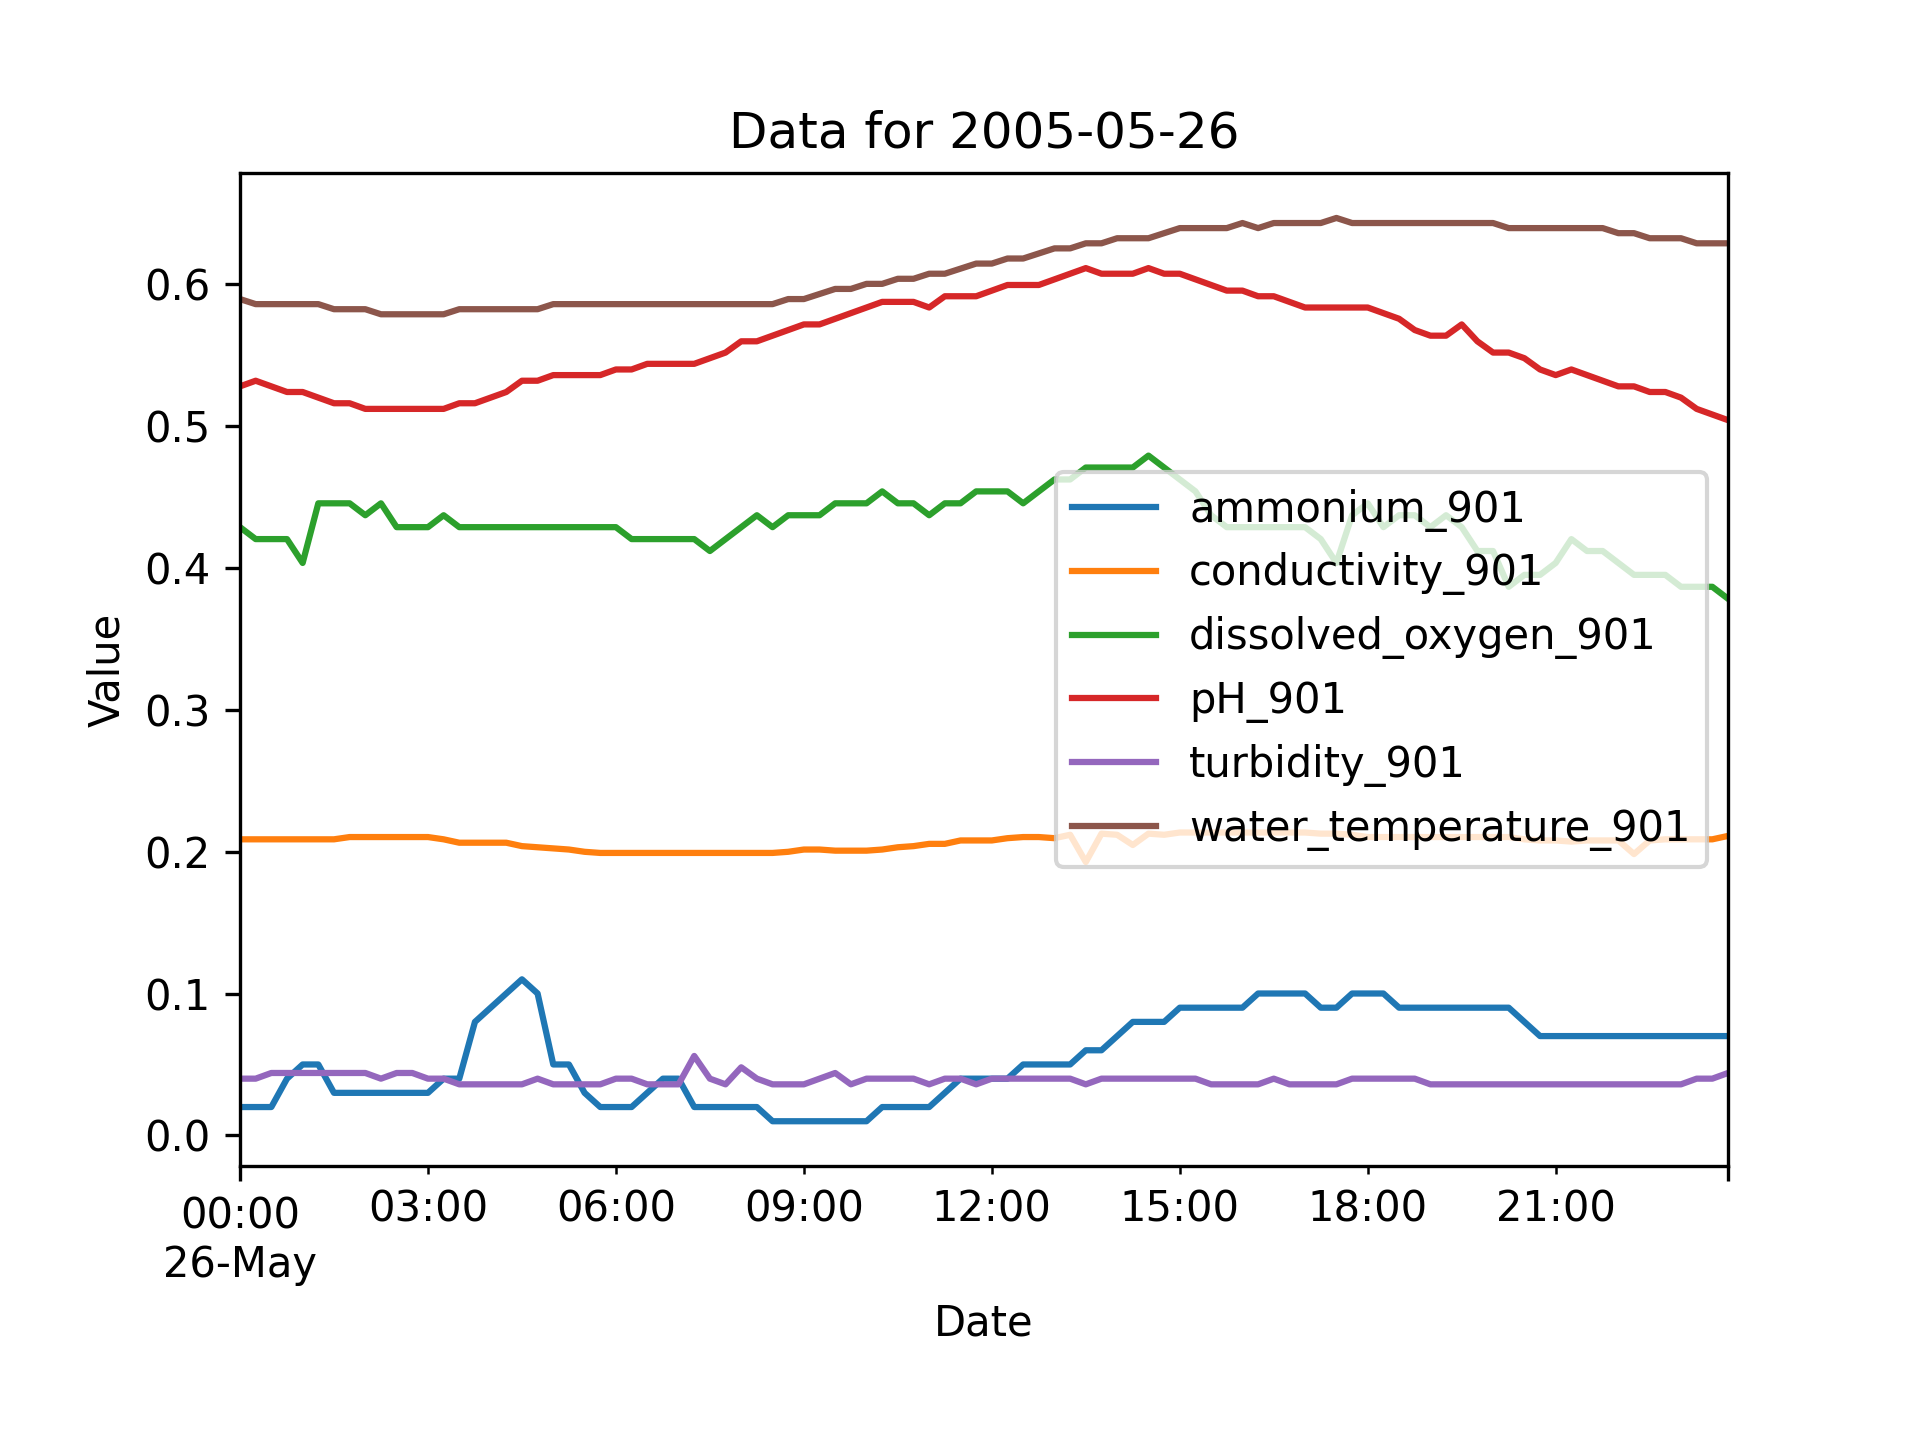 Data for 2005-05-26
Value
0.6
0.5
0.4
0.3
0.2
0.1
0.0
ammonium_901
conductivity_901
dissolved_oxygen_901
pH_901
turbidity_901
water_temperature_901
00:00 03:00 06:00 09:00 12:00 15:00 18:00 21:00
26-May
Date